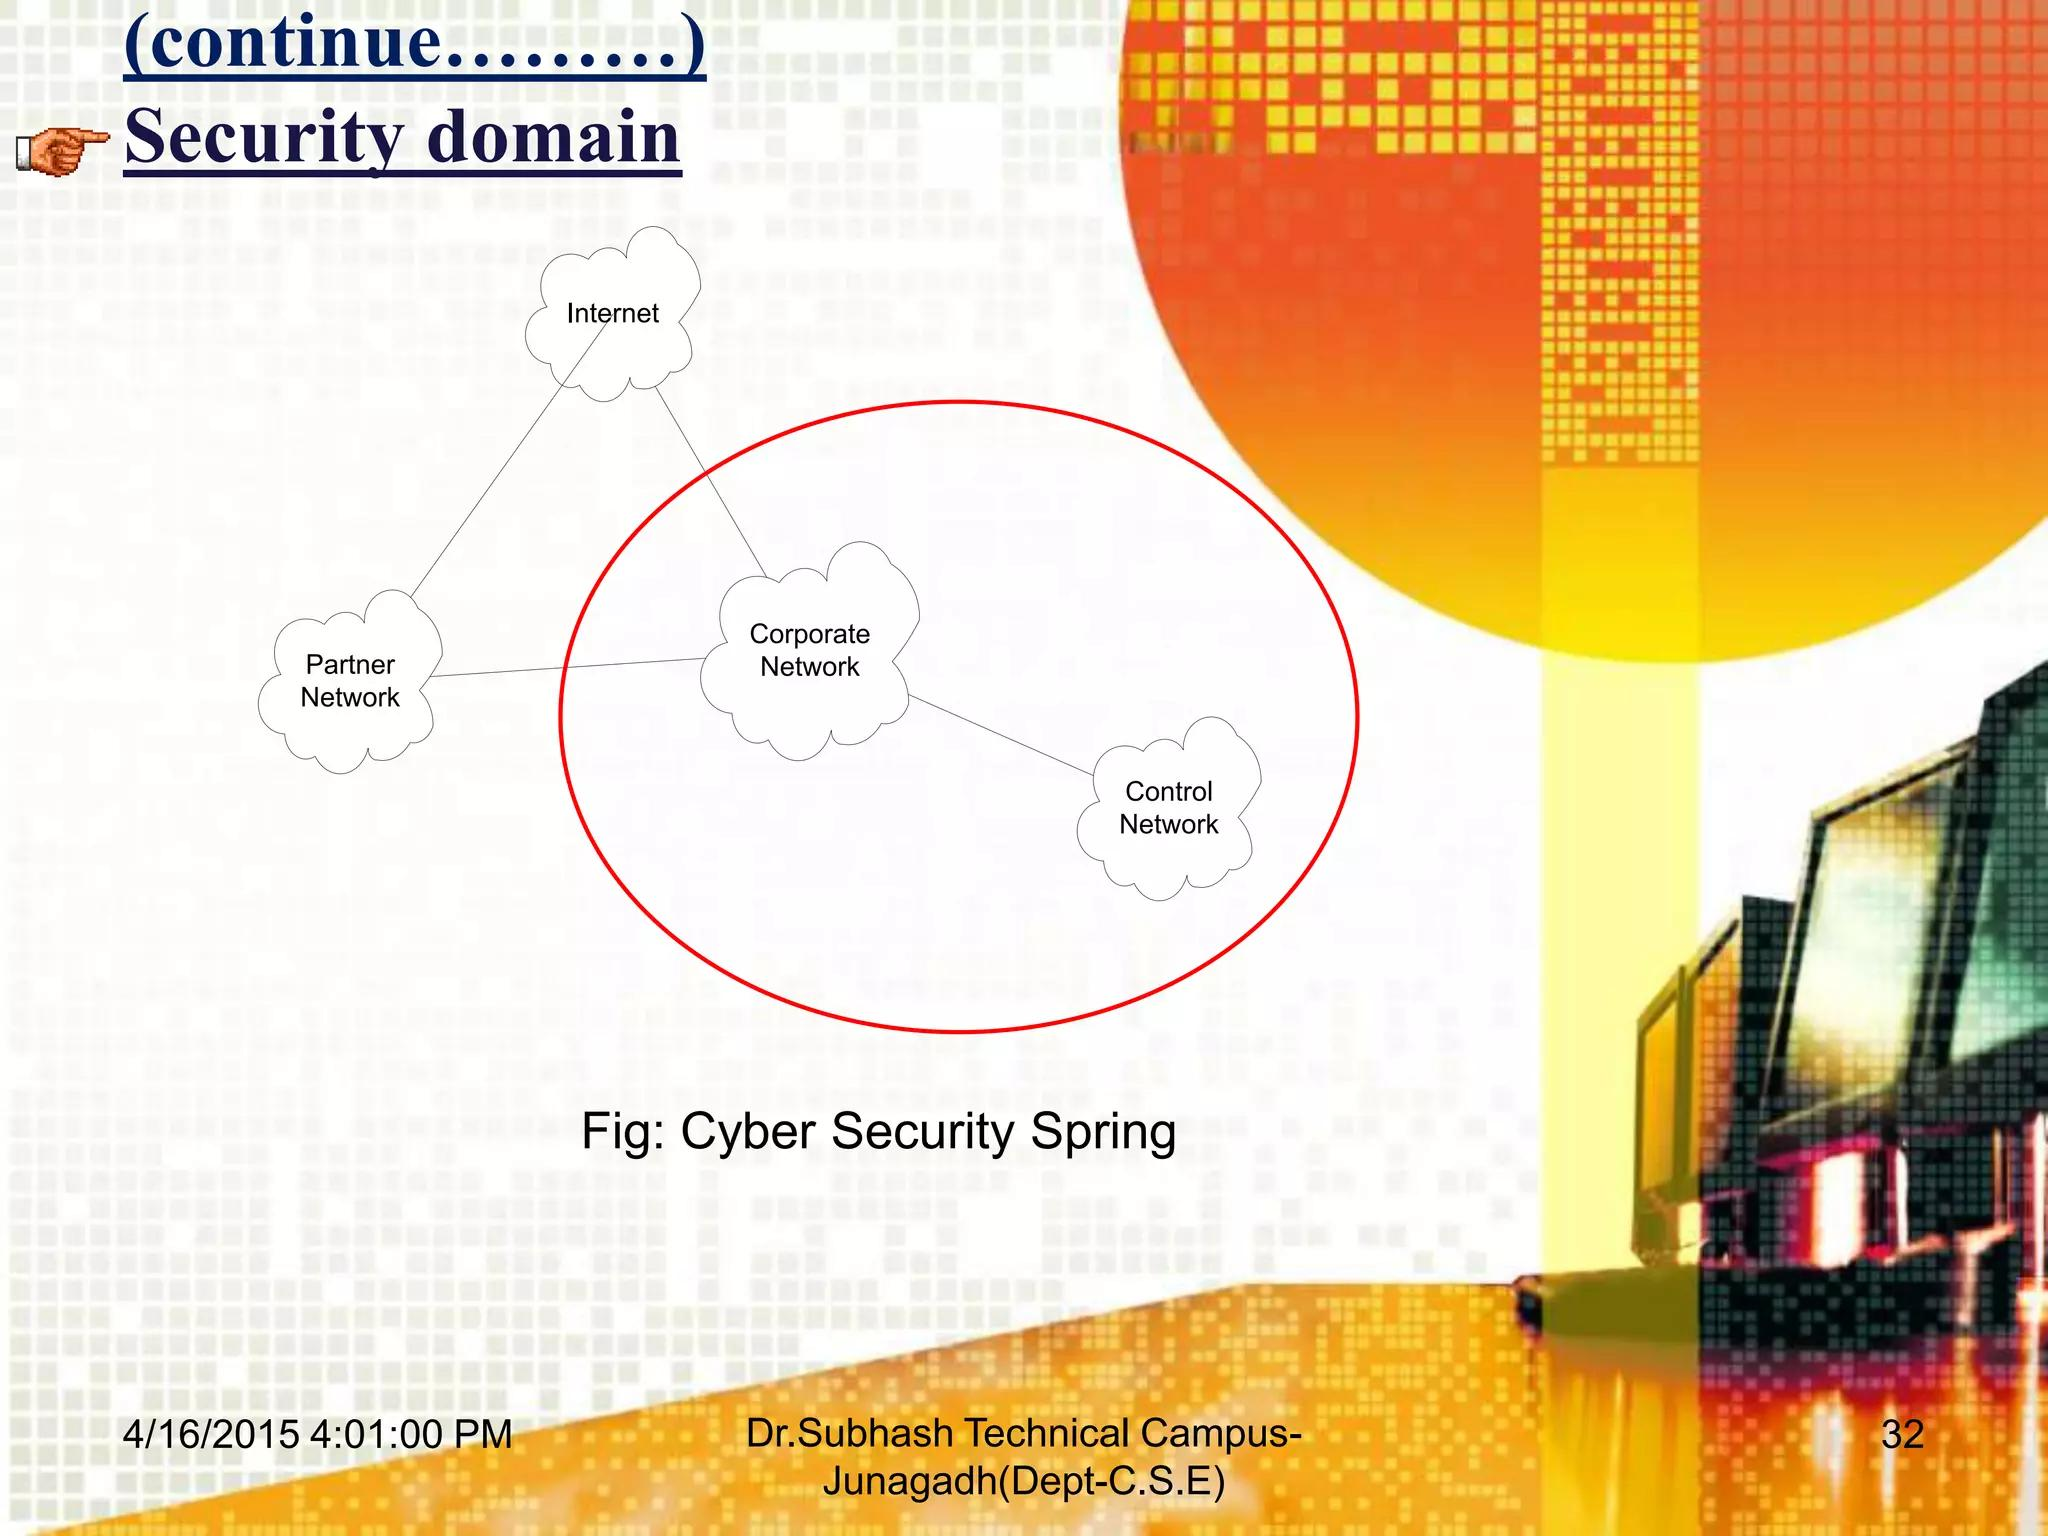 (continue………)
Security domain
Internet
Corporate
Network
Partner
Network
Control
Network
Fig: Cyber Security Spring
4/16/2015 4:01:00 PM
Dr.Subhash Technical Campus-
Junagadh(Dept-C.S.E)
32